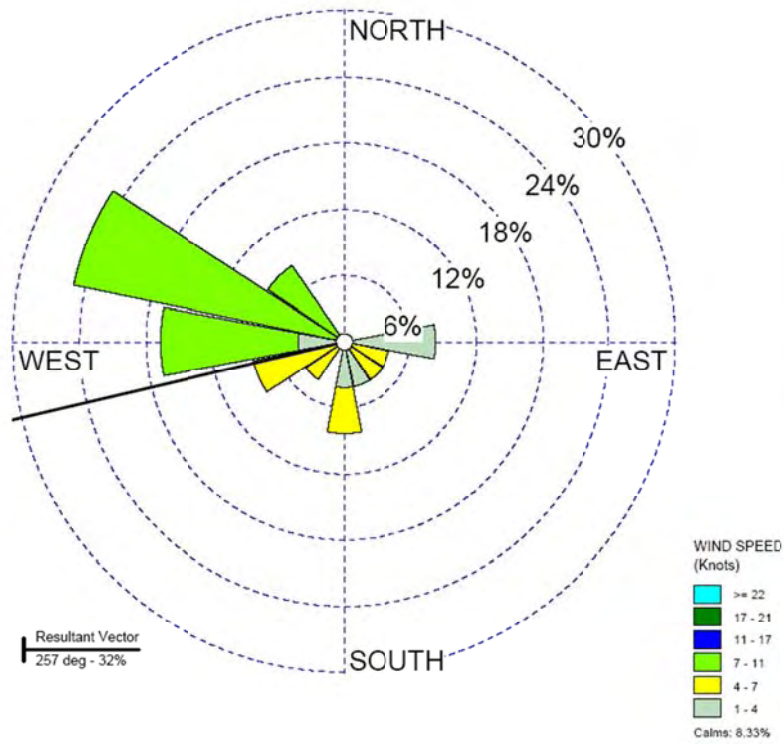 NORTH
30%
24%
18%
12%
6%
WEST
EAST
SOUTH
WIND SPEED
(Knots)
>= 22
17 - 21
11 - 17
7 - 11
4 - 7
1 - 4
Calms: 8.33%
Resultant Vector
257 deg - 32%